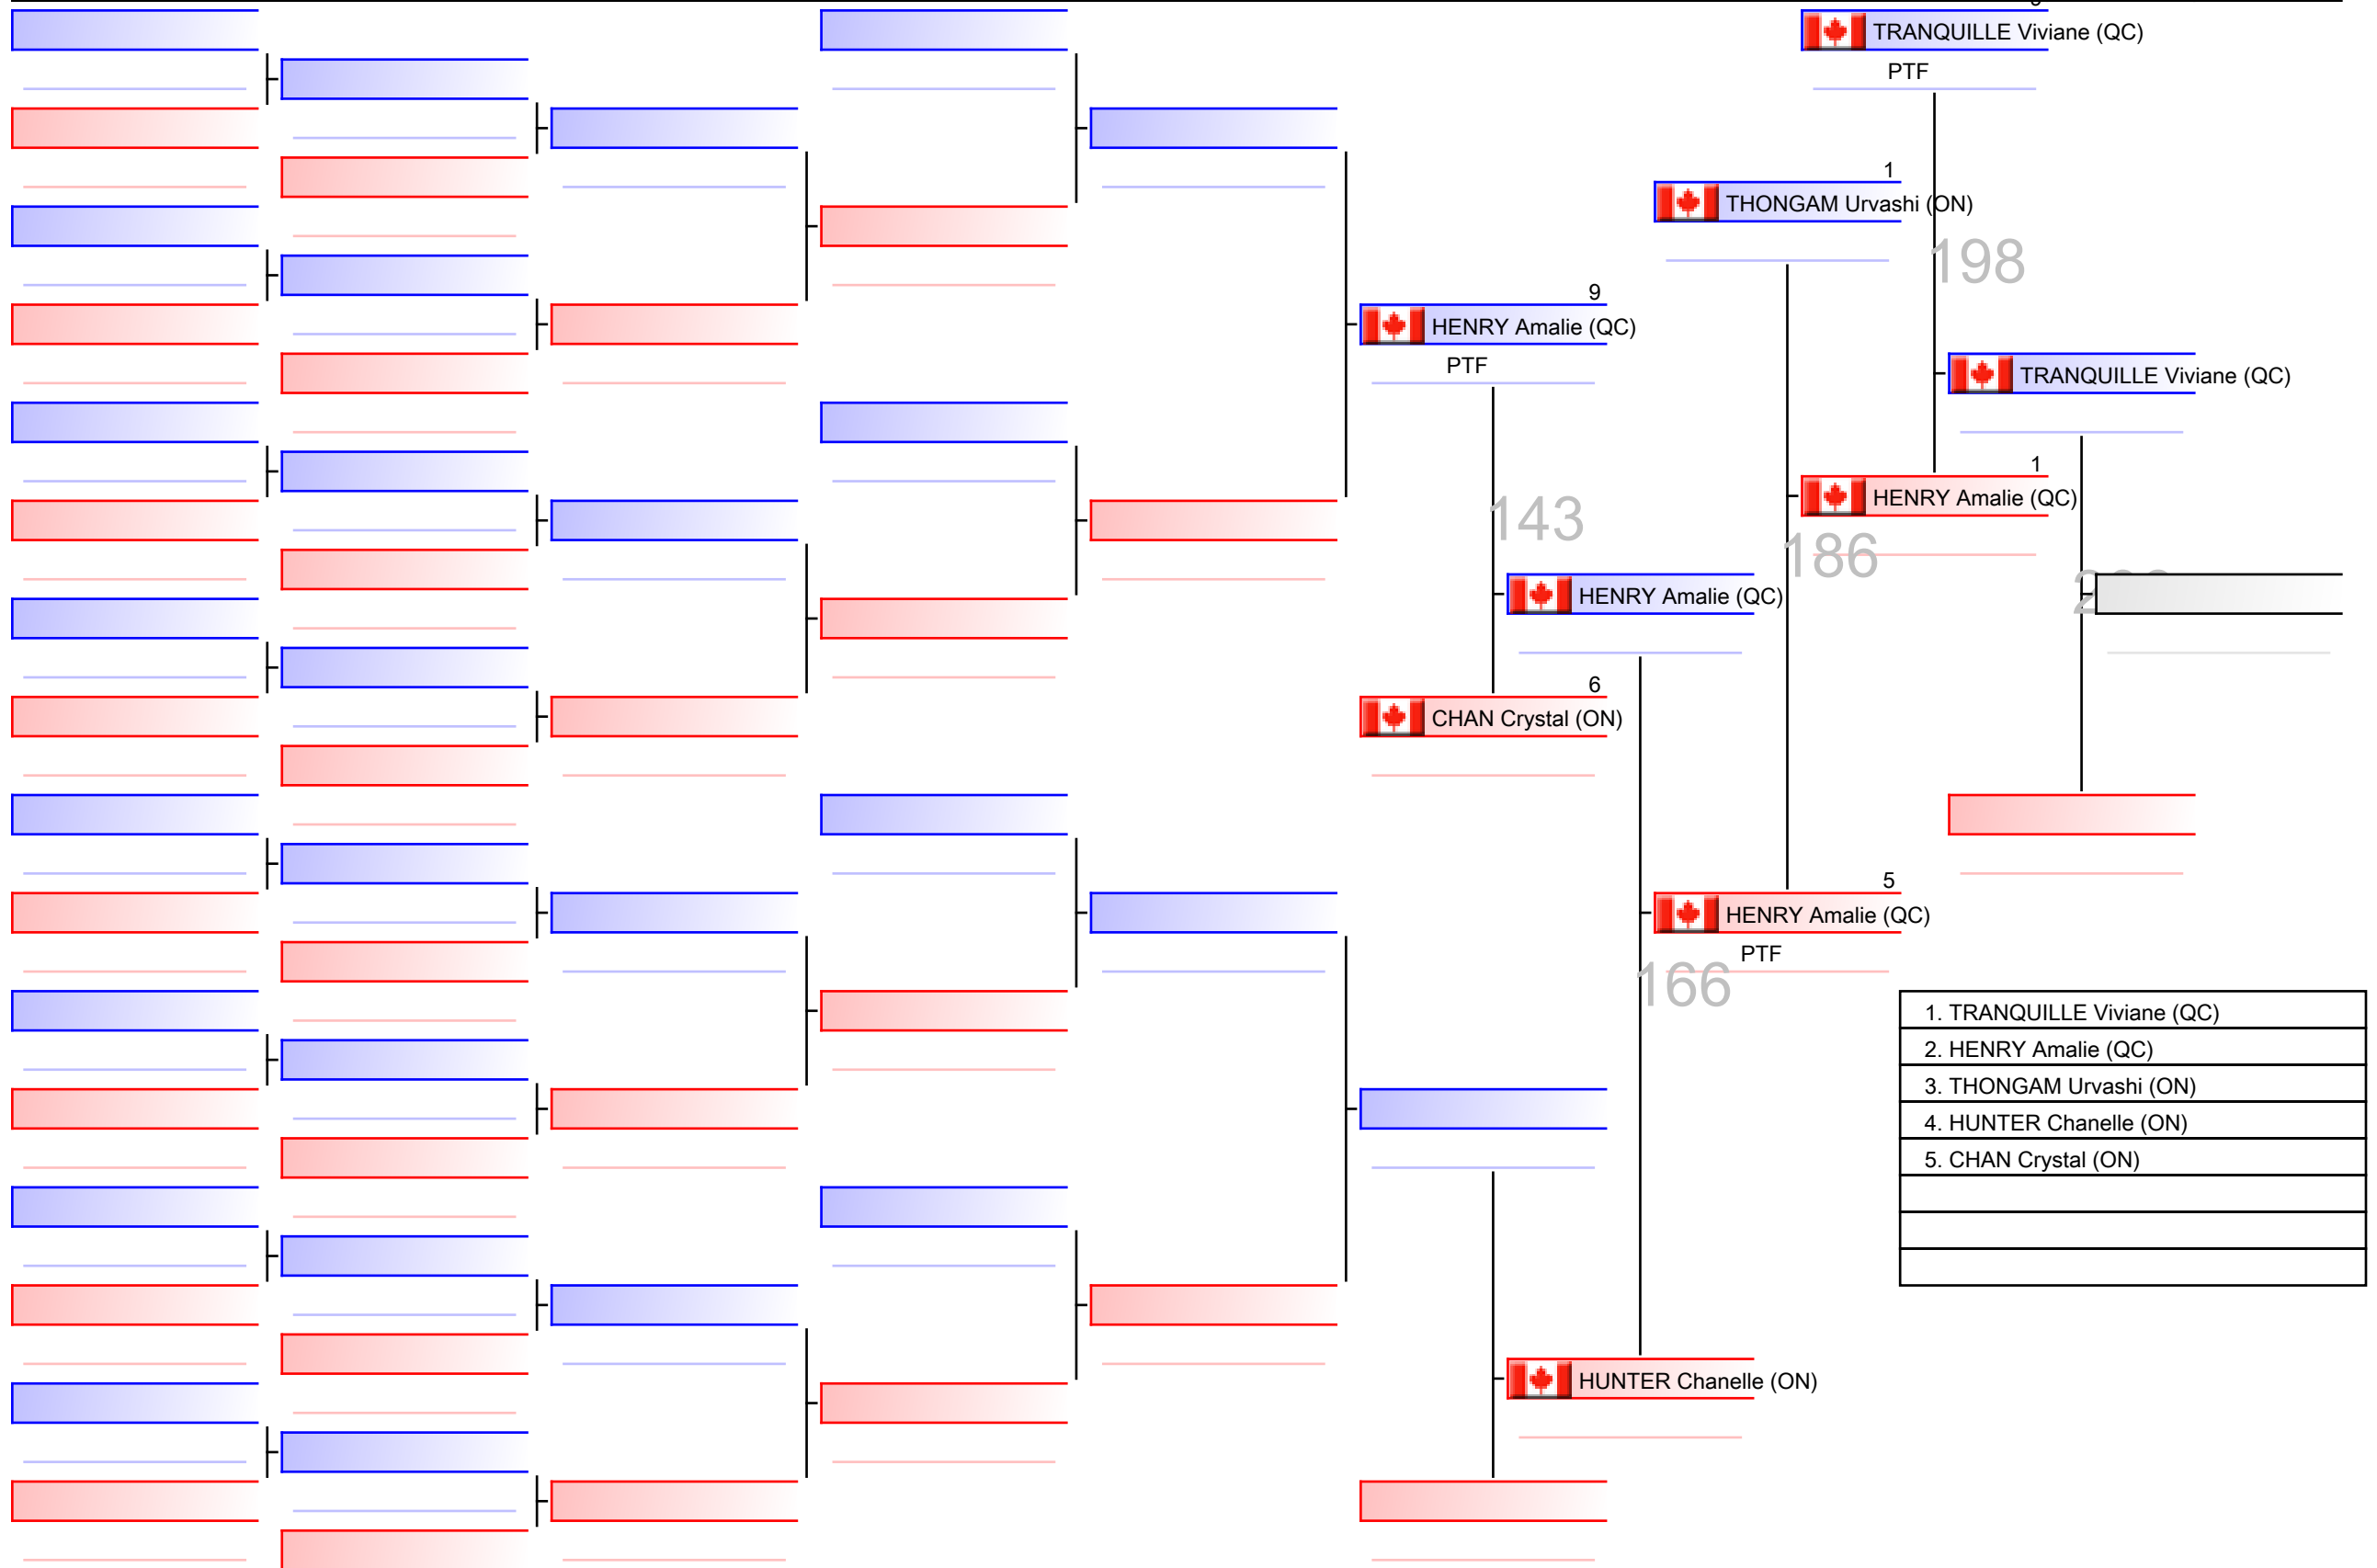 TRANQUILLE Viviane (QC)
PTF
1
THONGAM Urvashi (ON)
198
9
HENRY Amalie (QC)
PTF
TRANQUILLE Viviane (QC)
1
HENRY Amalie (QC)
143
186
HENRY Amalie (QC)
6
CHAN Crystal (ON)
5
HENRY Amalie (QC)
PTF
166
1. TRANQUILLE Viviane (QC)
2. HENRY Amalie (QC)
3. THONGAM Urvashi (ON)
4. HUNTER Chanelle (ON)
5. CHAN Crystal (ON)
HUNTER Chanelle (ON)